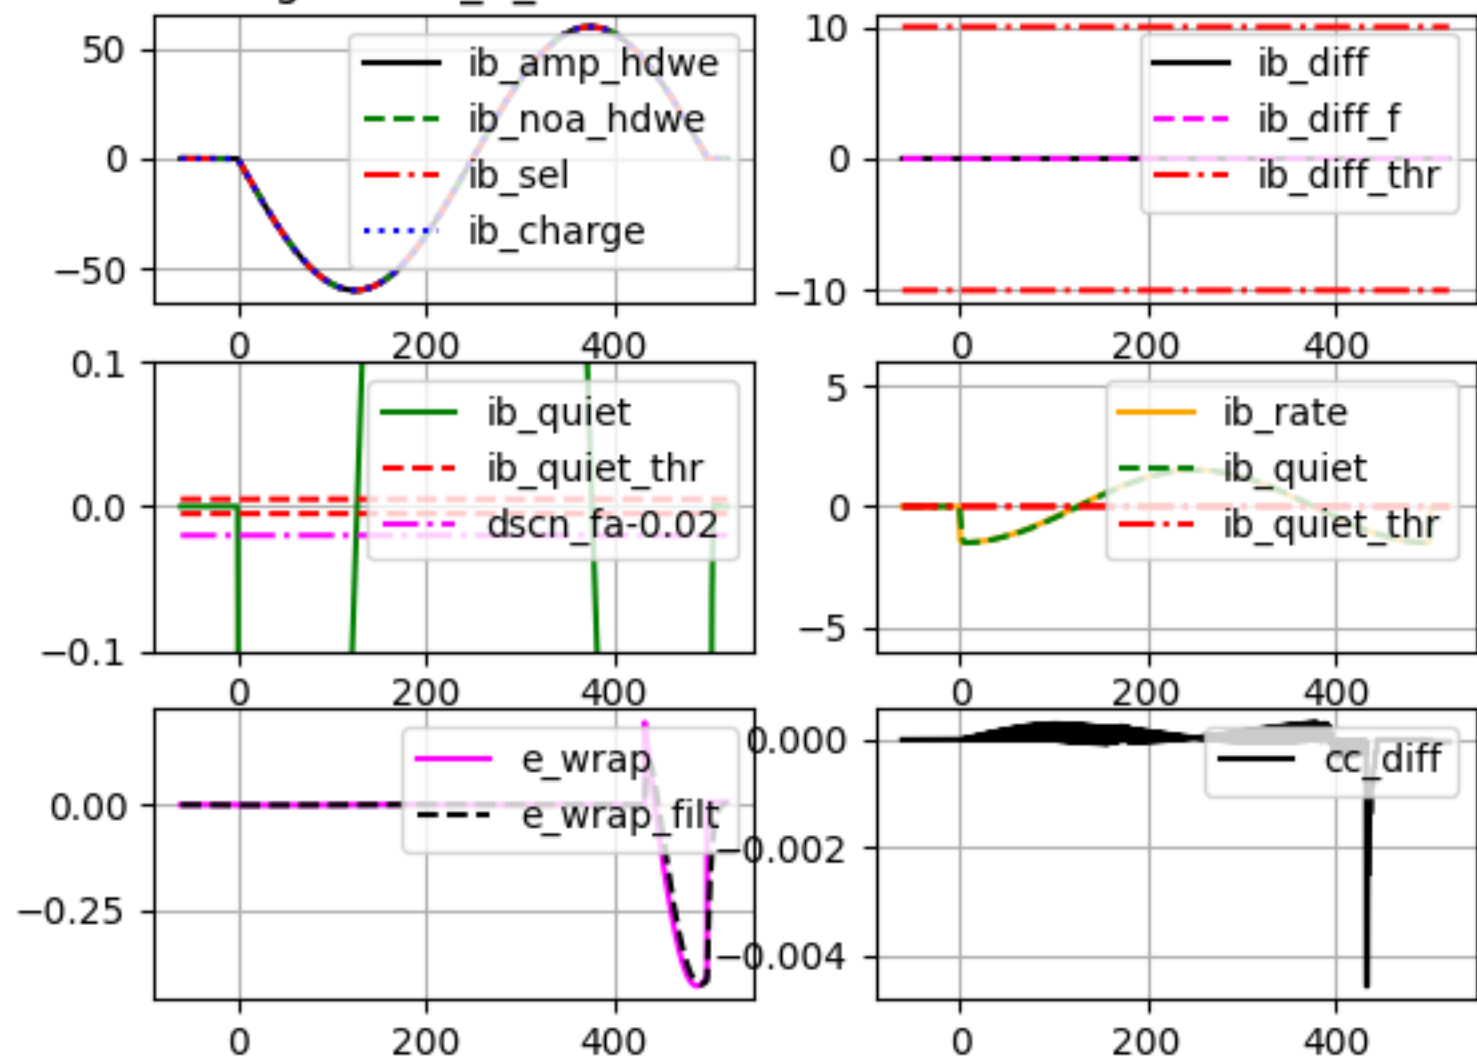 50
0
−50
ib_amp_hdwe
ib_noa_hdwe
ib_sel
ib_charge
0 200 400
10
0
−10
ib_diff
ib_diff_f
ib_diff_thr
0 200 400
0.1
0.0
−0.1
ib_quiet
ib_quiet_thr
dscn_fa-0.02
0 200 400
5
0
−5
ib_rate
ib_quiet
ib_quiet_thr
0 200 400
0.00
−0.25
e_wrap
e_wrap_filt
0 200 400
0.000
−0.002
−0.004
cc_diff
0 200 400